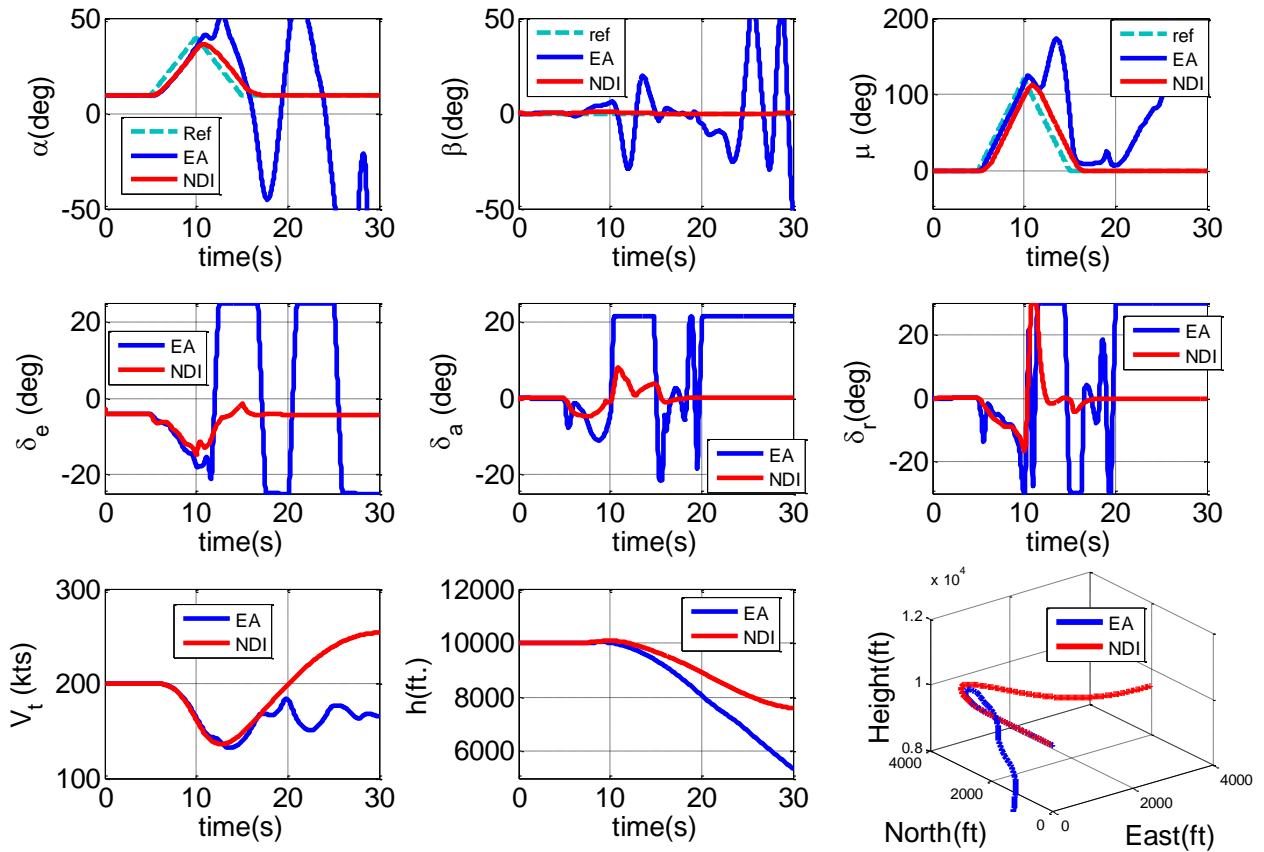 50
0
-50
α(deg)
0 10 20 30
time(s)
Ref
EA
NDI
50
0
-50
β(deg)
0 10 20 30
time(s)
ref
EA
NDI
200
100
0
μ (deg)
0 10 20 30
time(s)
ref
EA
NDI
20
0
-20
δe (deg)
0 10 20 30
time(s)
EA
NDI
20
0
-20
δa (deg)
0 10 20 30
time(s)
EA
NDI
20
0
-20
δr(deg)
0 10 20 30
time(s)
EA
NDI
300
200
100
Vt (kts)
0 10 20 30
time(s)
EA
NDI
12000
10000
8000
6000
h(ft.)
0 10 20 30
time(s)
EA
NDI
x 10^4
1.2
1
0.8
Height(ft)
4000
2000
0
North(ft)
0
2000
4000
East(ft)
EA
NDI